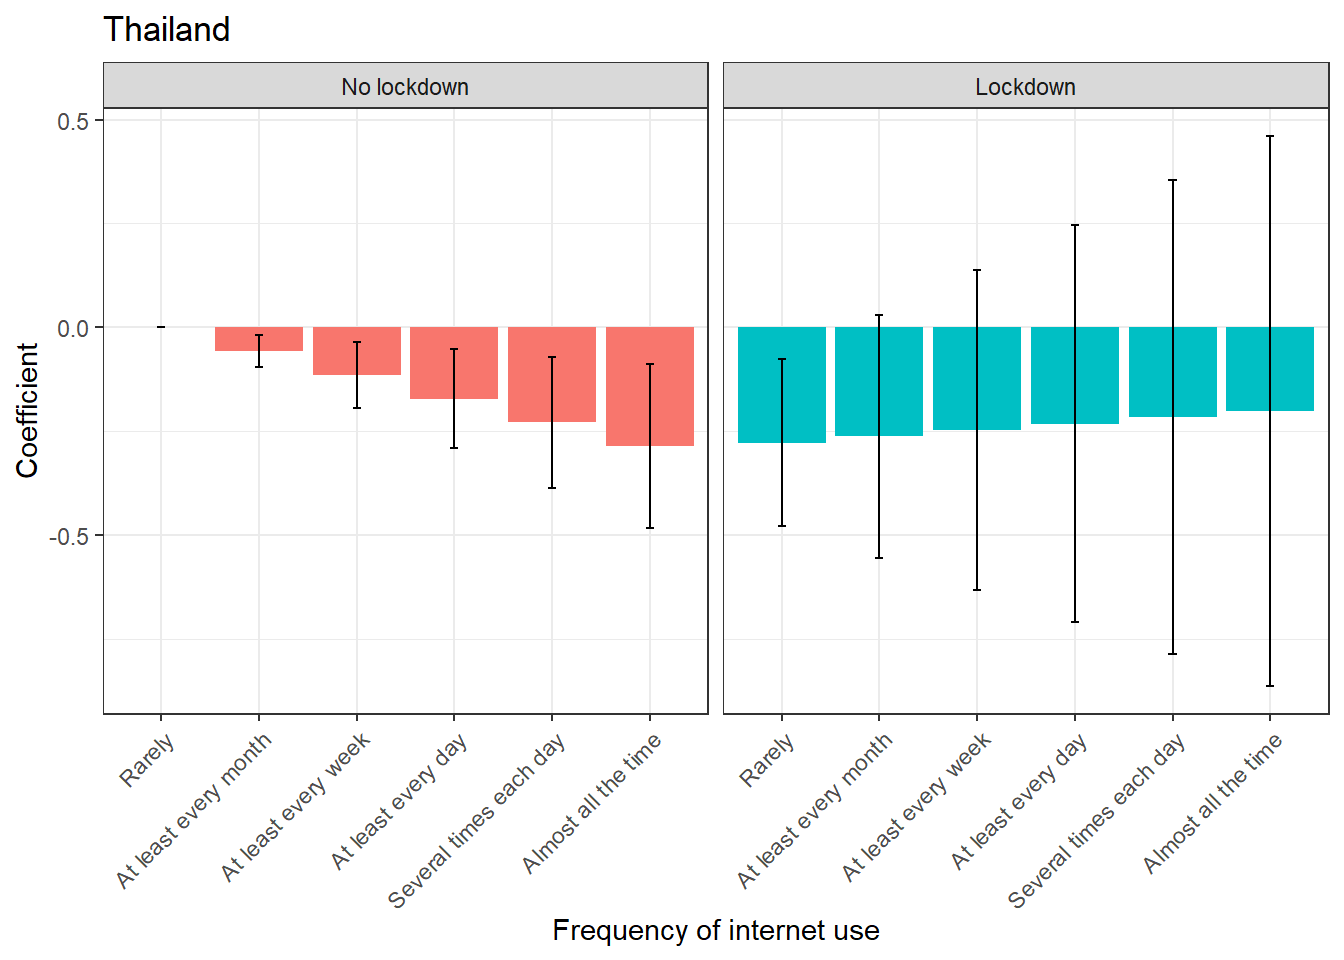 Thailand
No lockdown
Lockdown
0.5
0.0
-0.5
Coefficient
Rarely
At least every month
At least every week
At least every day
Several times each day
Almost all the time
Rarely
At least every month
At least every week
At least every day
Several times each day
Almost all the time
Frequency of internet use